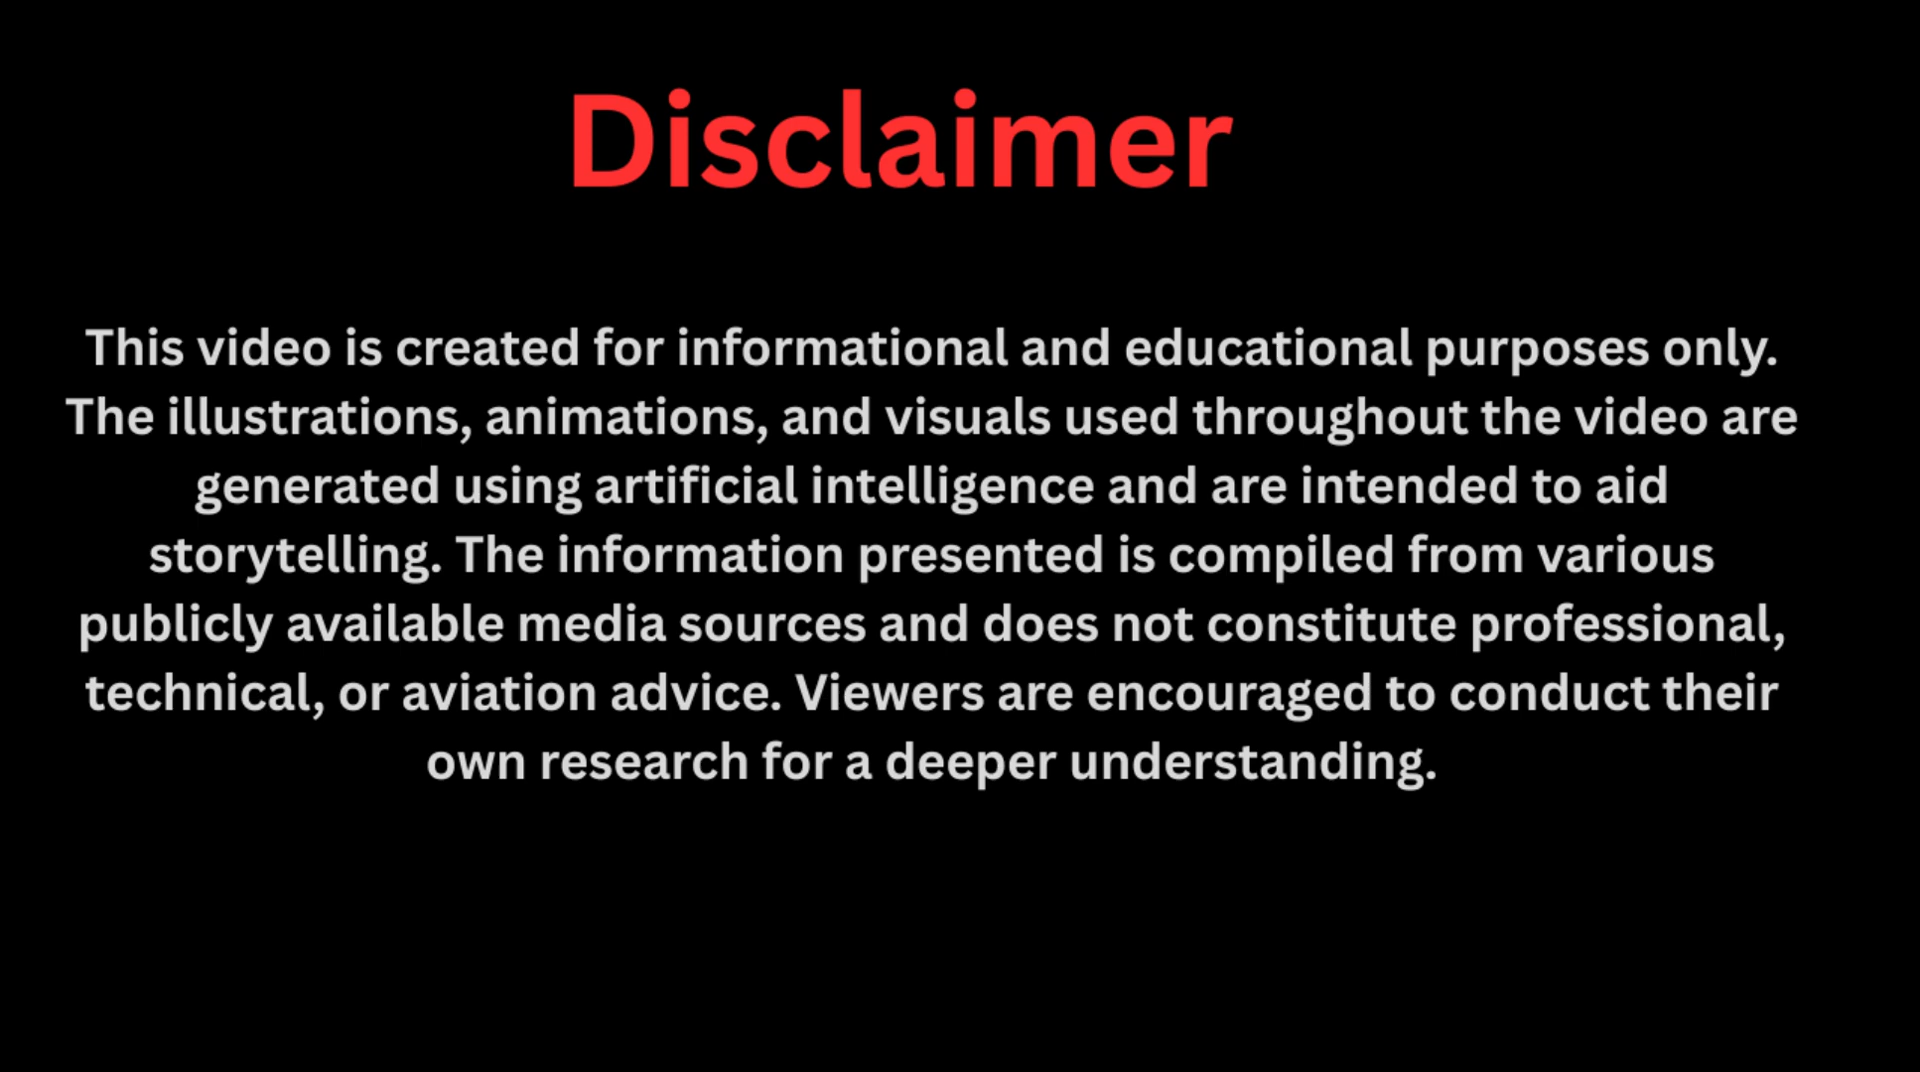 Disclaimer
This video is created for informational and educational purposes only.
The illustrations, animations, and visuals used throughout the video are
generated using artificial intelligence and are intended to aid
storytelling. The information presented is compiled from various
publicly available media sources and does not constitute professional,
technical, or aviation advice. Viewers are encouraged to conduct their
own research for a deeper understanding.